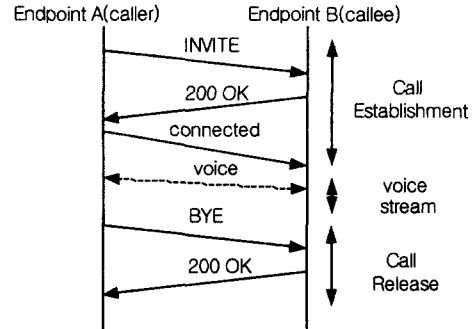 Endpoint A(caller) Endpoint B(callee)
INVITE
200 OK
Call
Establishment
connected
voice
voice
stream
BYE
200 OK
Call
Release